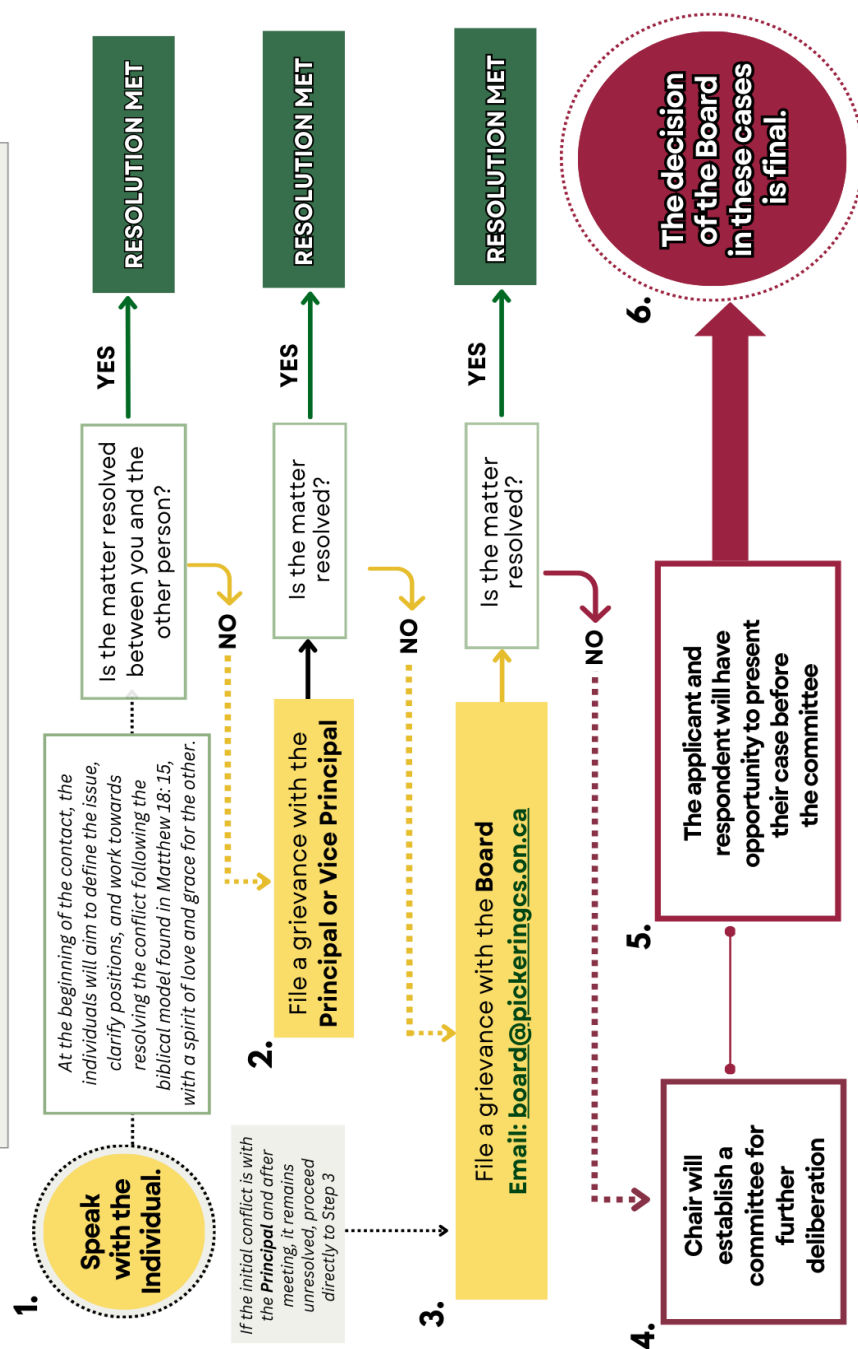 1.
Speak
with the
Individual.
At the beginning of the contact, the
individuals will aim to define the issue,
clarify positions, and work towards
resolving the conflict following the
biblical model found in Matthew 18:15,
with a spirit of love and grace for the other.
Is the matter resolved
between you and the
other person?
YES
RESOLUTION MET
NO
If the initial conflict is with
the Principal and after
meeting, it remains
unresolved, proceed
directly to Step 3
2.
File a grievance with the
Principal or Vice Principal
Is the matter
resolved?
YES
RESOLUTION MET
NO
3.
File a grievance with the Board
Email: board@pickeringcs.on.ca
Is the matter
resolved?
YES
RESOLUTION MET
NO
4.
Chair will
establish a
committee for
further
deliberation
5.
The applicant and
respondent will have
opportunity to present
their case before
the committee
6.
The decision
of the Board
in these cases
is final.